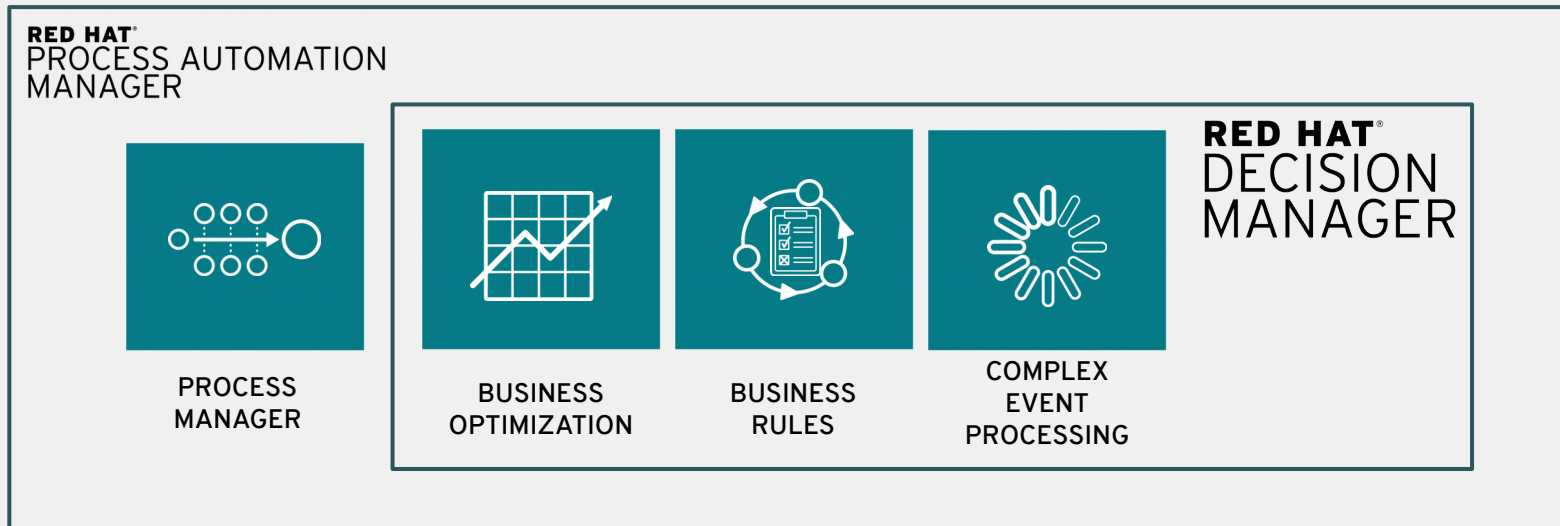 RED HAT®
PROCESS AUTOMATION
MANAGER
RED HAT®
DECISION
MANAGER
PROCESS
MANAGER
BUSINESS
OPTIMIZATION
BUSINESS
RULES
COMPLEX
EVENT
PROCESSING